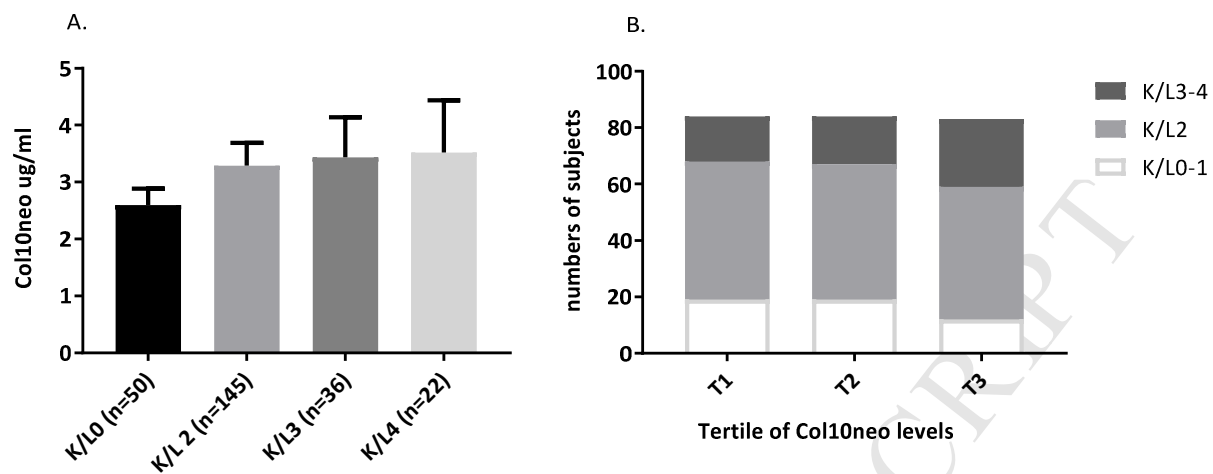 A.
Col10neo ug/ml
5
4
3
2
1
0
K/L0 (n=50)
K/L 2 (n=145)
K/L3 (n=36)
K/L4 (n=22)
B.
numbers of subjects
100
80
60
40
20
0
T1
T2
T3
Tertile of Col10neo levels
K/L3-4
K/L2
K/L0-1
CRIPT